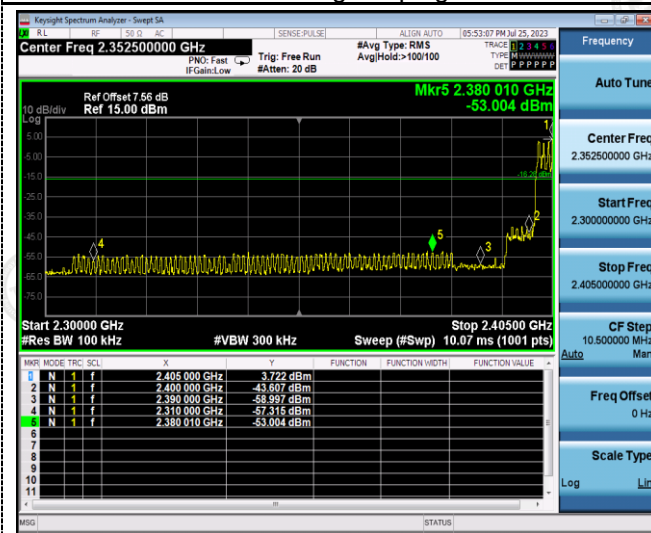 Keysight Spectrum Analyzer - Swept SA
RL RF 50 Ω AC SENSE:PULSE ALIGN AUTO 05:53:07 PM Jul 25, 2023
Center Freq 2.352500000 GHz
PNO: Fast
IFGain:Low
Trig: Free Run
#Atten: 20 dB
#Avg Type: RMS
Avg|Hold:>100/100
TRACE 1 2 3 4 5 6
TYPE M W W W W W
DET P P P P P P
Mkr5 2.380 010 GHz
-53.004 dBm
Ref Offset 7.56 dB
10 dB/div Ref 15.00 dBm
Log
5.00
-5.00
-15.0
-25.0
-35.0
-45.0
-55.0
-65.0
-75.0
-16.28 dBm
1
2
3
4
5
Start 2.30000 GHz Stop 2.40500 GHz
#Res BW 100 kHz #VBW 300 kHz Sweep (#Swp) 10.07 ms (1001 pts)
MKR MODE TRC SCL X Y FUNCTION FUNCTION WIDTH FUNCTION VALUE
1 N 1 f 2.405 000 GHz 3.722 dBm
2 N 1 f 2.400 000 GHz -43.607 dBm
3 N 1 f 2.390 000 GHz -58.997 dBm
4 N 1 f 2.310 000 GHz -57.315 dBm
5 N 1 f 2.380 010 GHz -53.004 dBm
6
7
8
9
10
11
MSG STATUS
Frequency
Auto Tune
Center Freq
2.352500000 GHz
Start Freq
2.300000000 GHz
Stop Freq
2.405000000 GHz
CF Step
10.500000 MHz
Auto Man
Freq Offset
0 Hz
Scale Type
Log Lin